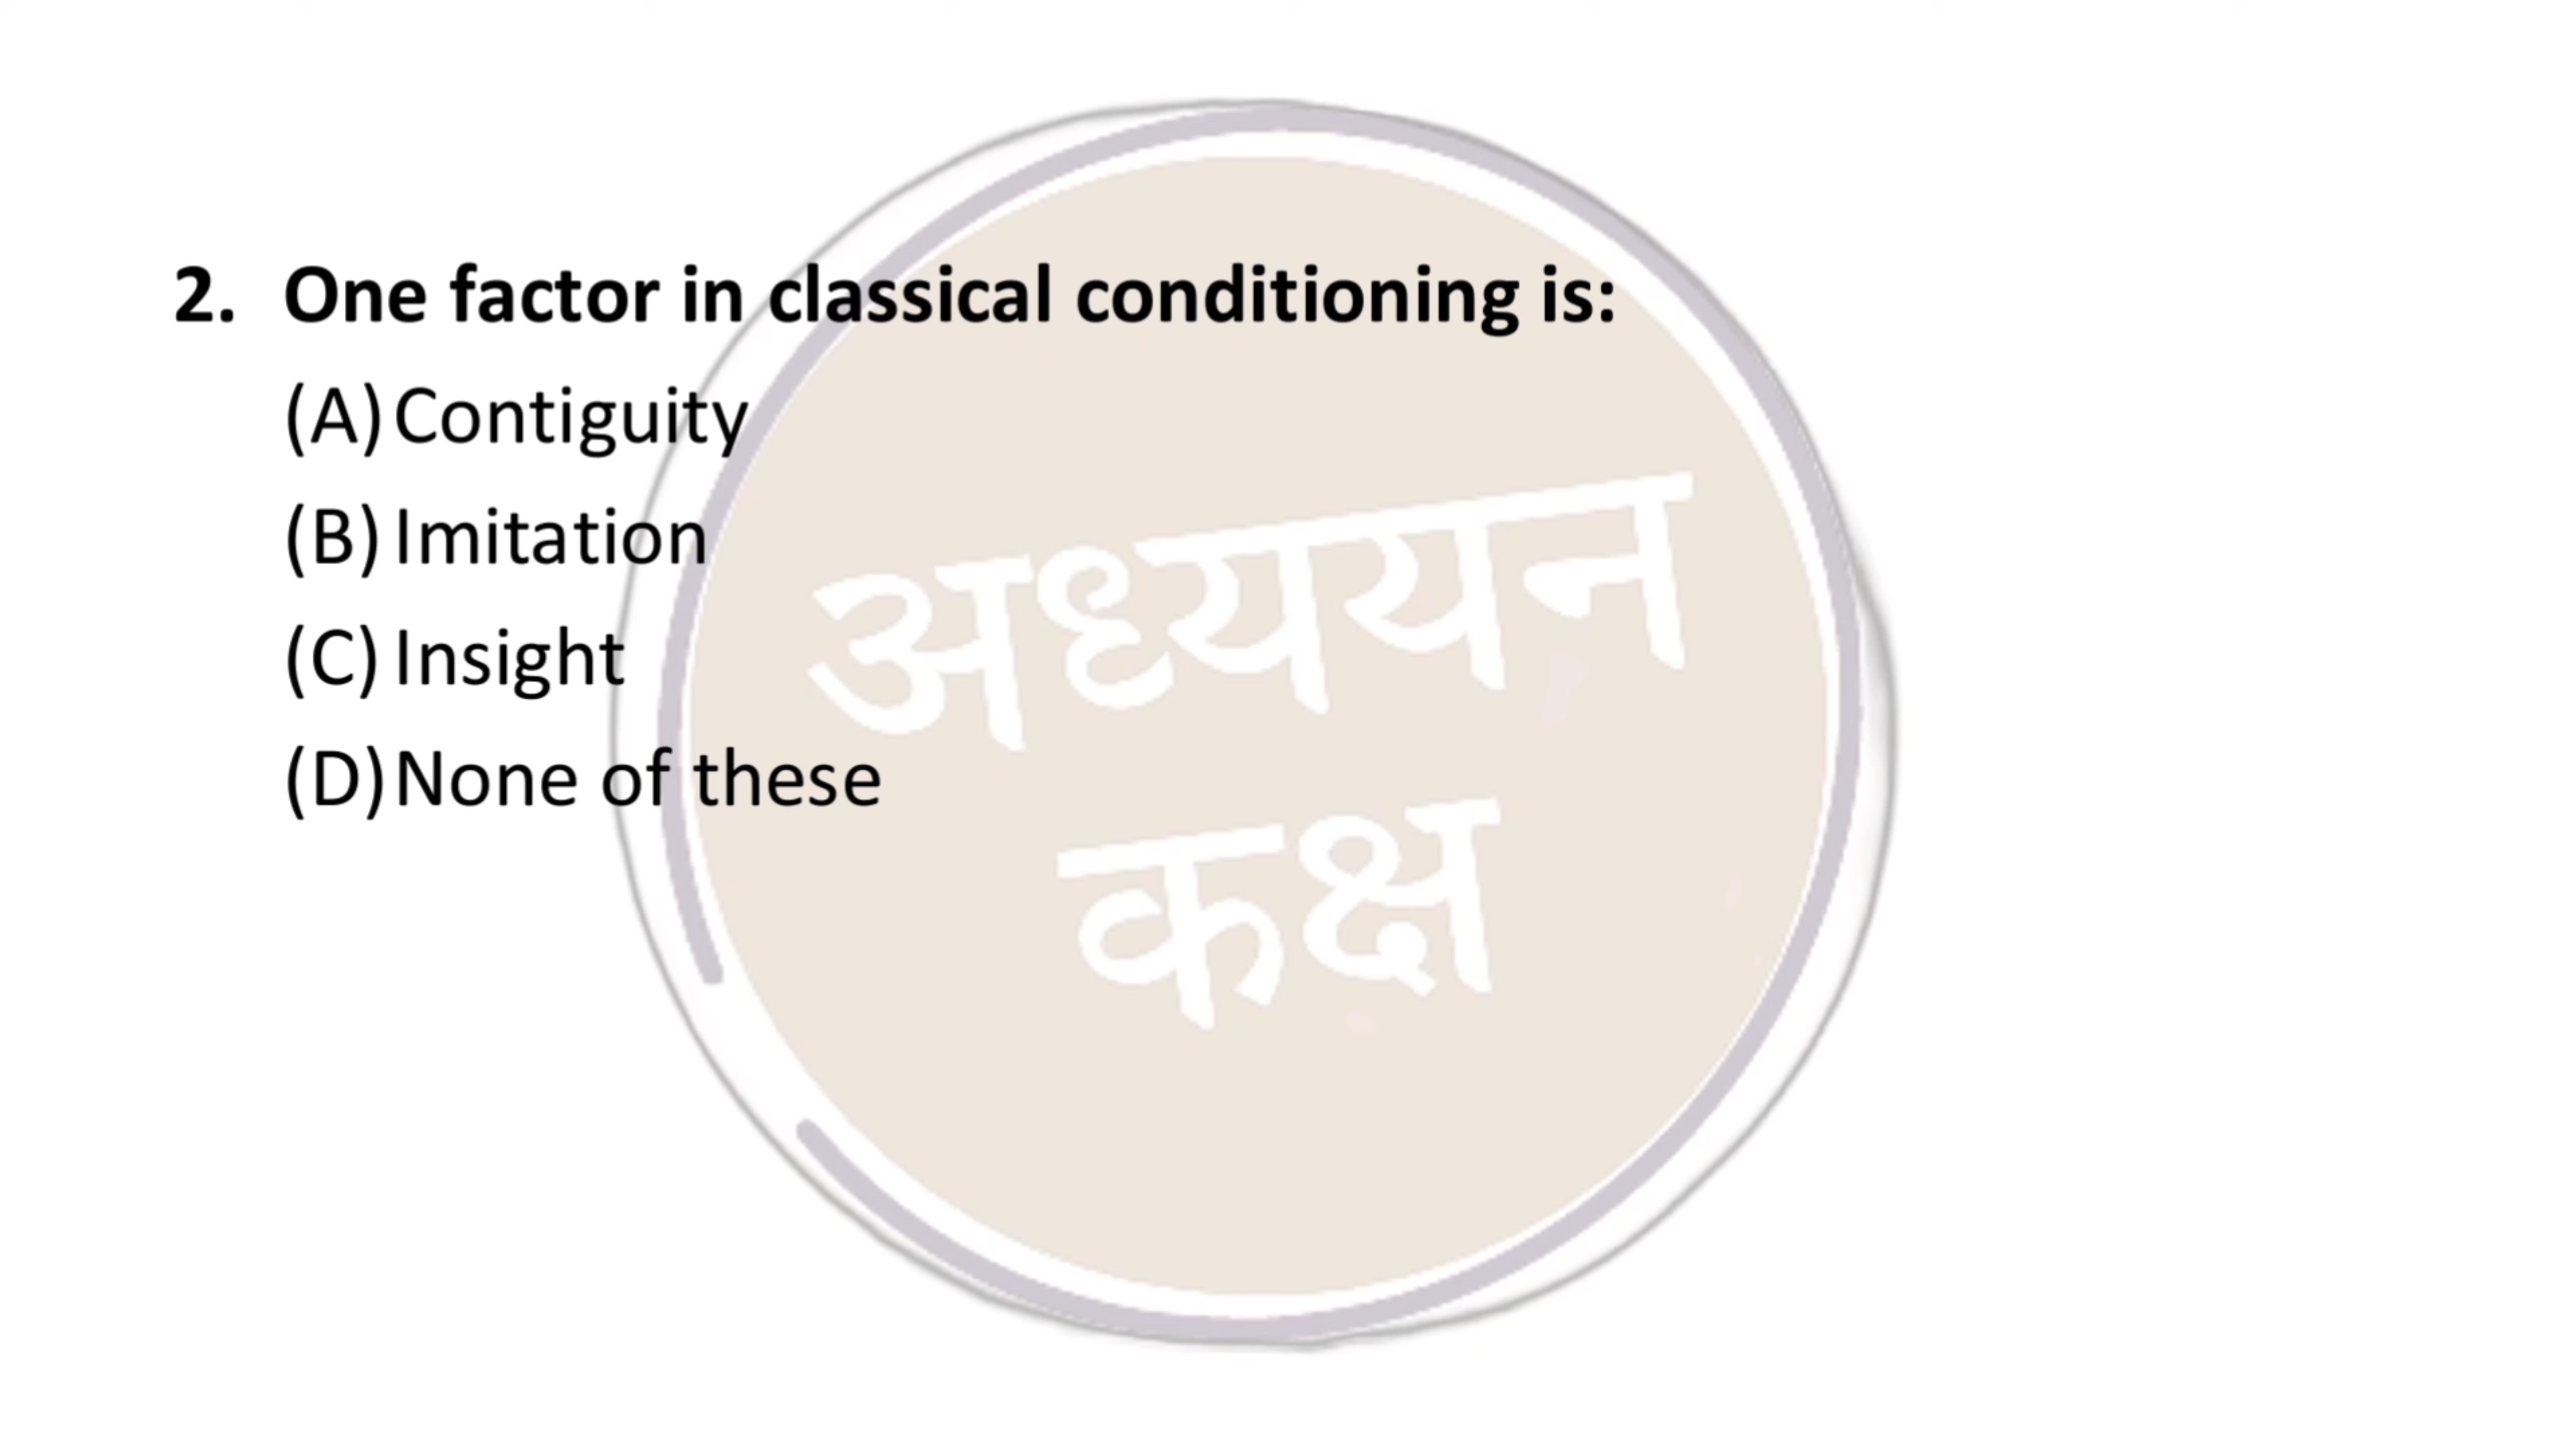 2. One factor in classical conditioning is:
(A) Contiguity
(B) Imitation
(C) Insight
(D) None of these
अध्ययन
कक्ष